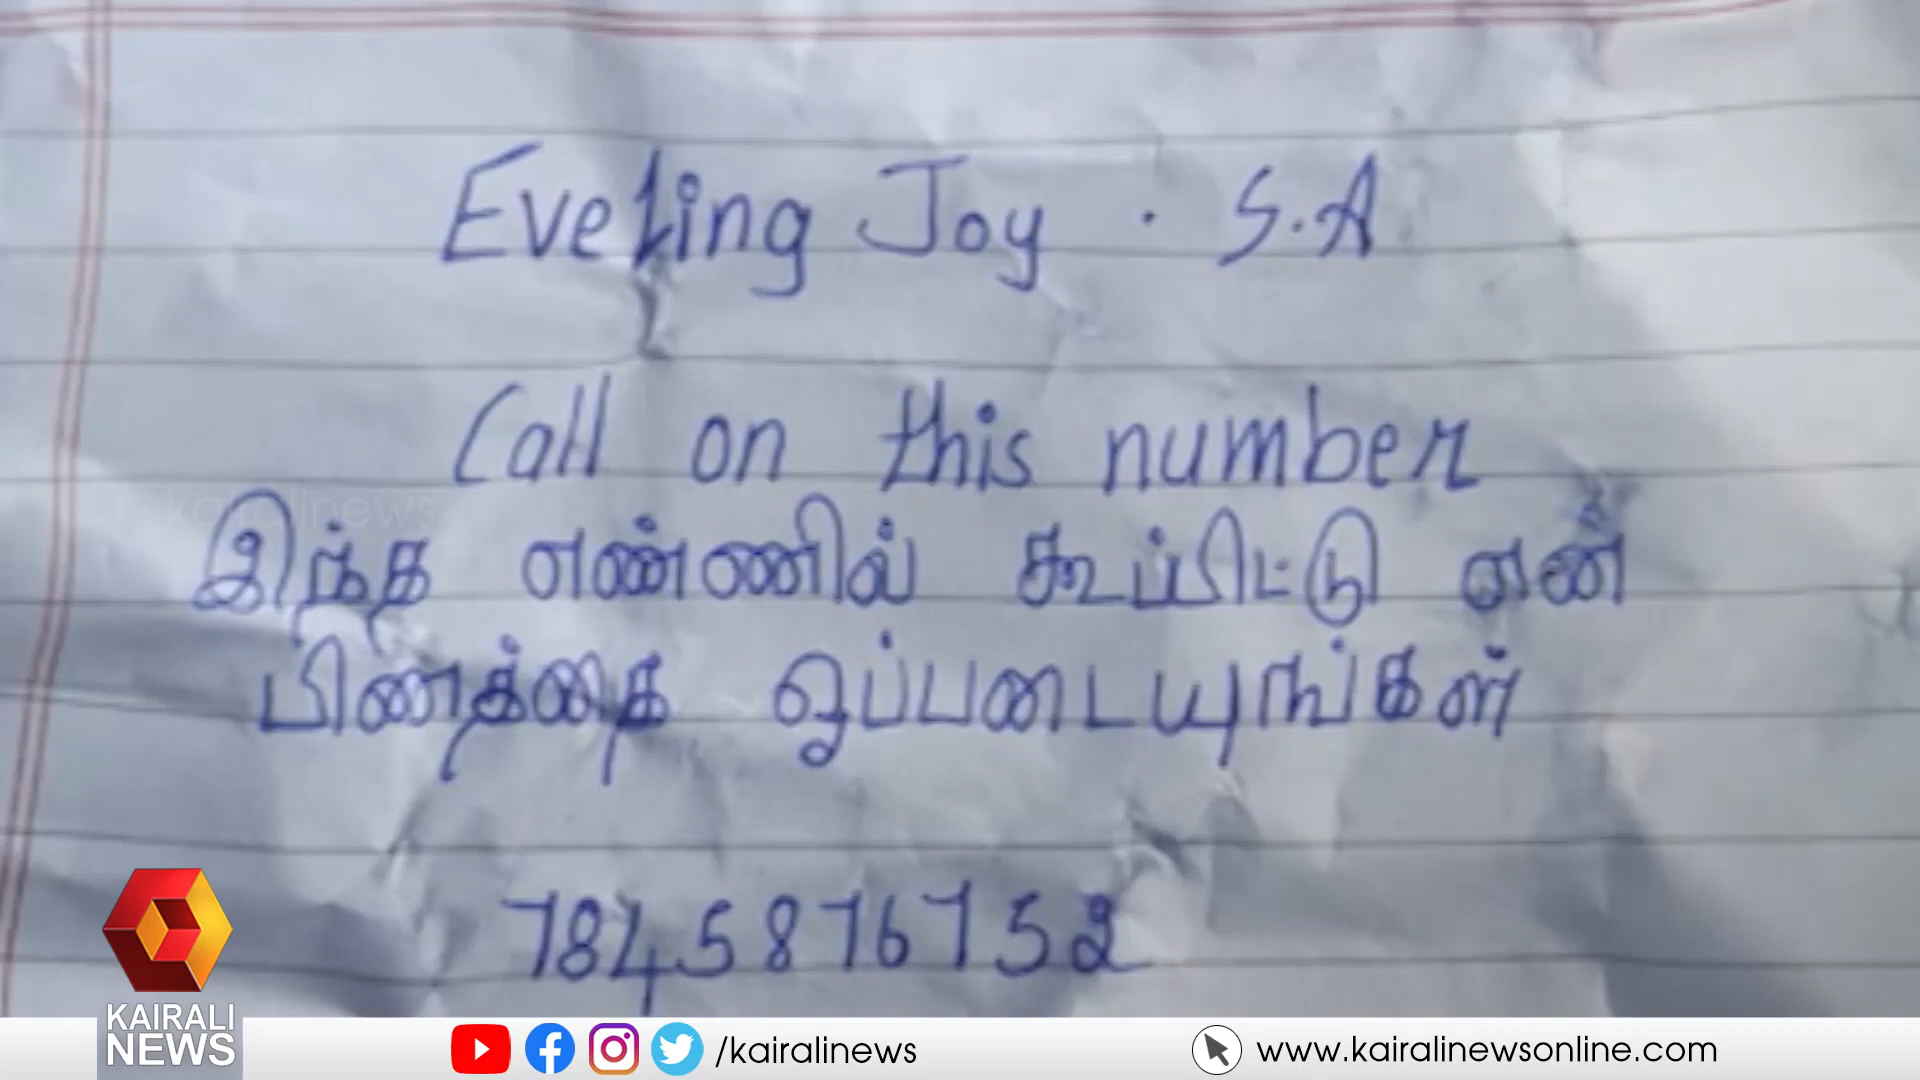 Eveling Joy . S.A
Call on this number
இந்த எண்ணில் கூப்பிட்டு என்
பிணத்தை ஒப்படையுங்கள்
7845876752
kairalinews
KAIRALI
NEWS
/kairalinews
www.kairalinewsonline.com